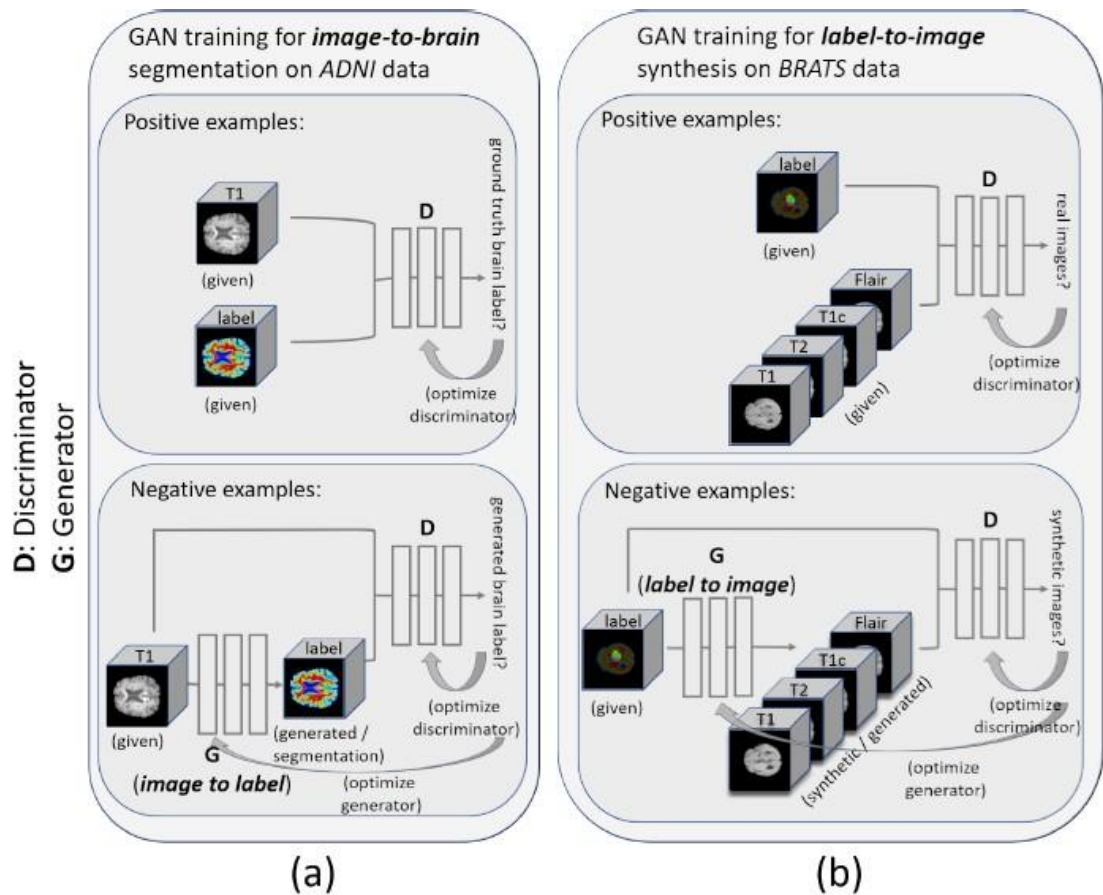 D: Discriminator
G: Generator
GAN training for image-to-brain
segmentation on ADNI data
Positive examples:
T1
(given)
label
(given)
D
ground truth brain label?
(optimize
discriminator)
Negative examples:
T1
(given)
G
(image to label)
label
(generated /
segmentation)
D
generated brain label?
(optimize
discriminator)
(optimize
generator)
(a)
GAN training for label-to-image
synthesis on BRATS data
Positive examples:
label
(given)
Flair
T1c
T2
T1
(given)
D
real images?
(optimize
discriminator)
Negative examples:
label
(given)
G
(label to image)
Flair
T1c
T2
T1
(synthetic / generated)
D
synthetic images?
(optimize
discriminator)
(optimize
generator)
(b)